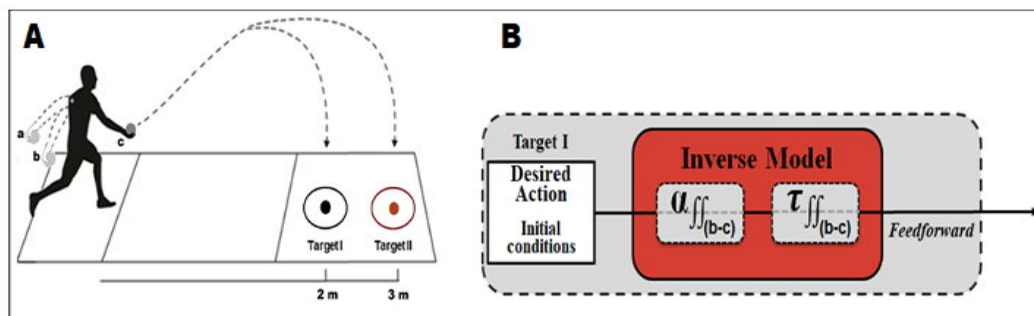 A
a
b
c
Target I
Target II
2 m
3 m
B
Target I
Desired
Action
Initial
conditions
Inverse Model
α∬(b-c)
τ∬(b-c)
Feedforward